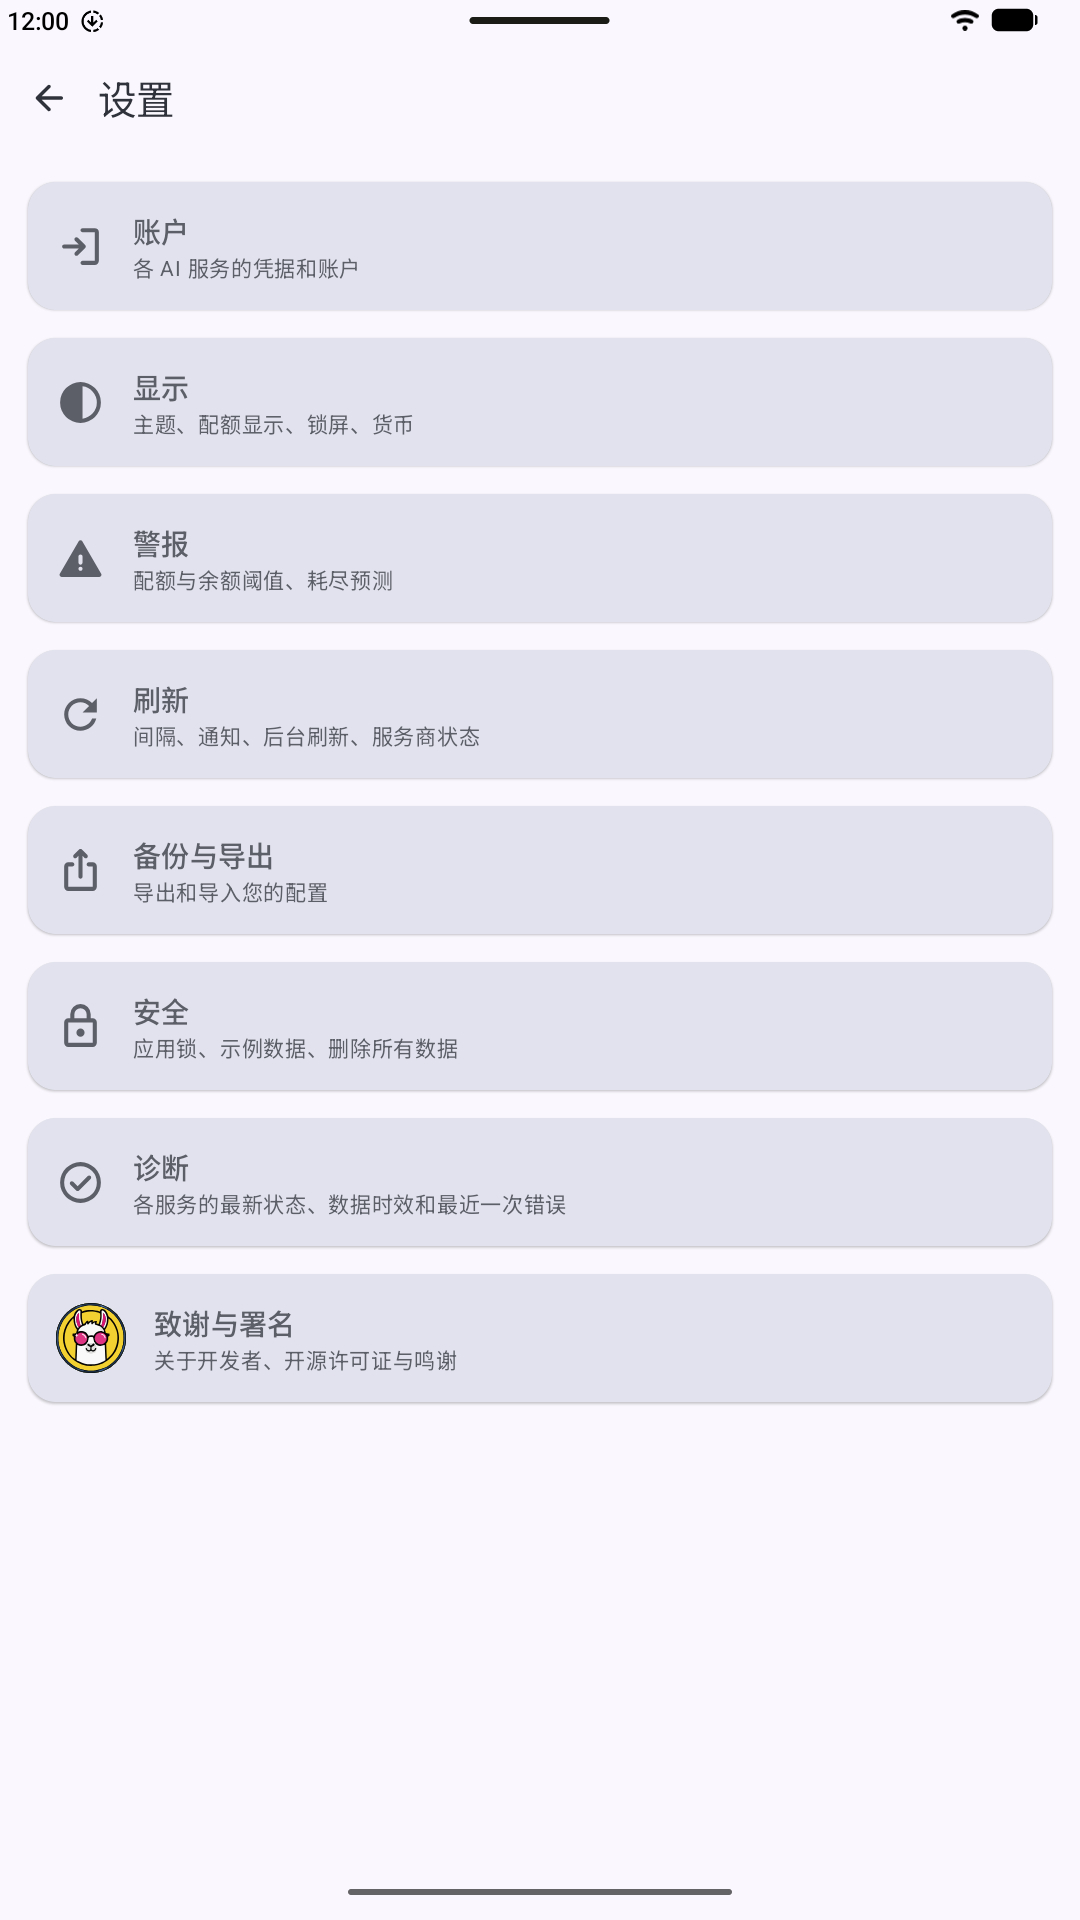 12:00
设置
账户
各 AI 服务的凭据和账户
显示
主题、配额显示、锁屏、货币
警报
配额与余额阈值、耗尽预测
刷新
间隔、通知、后台刷新、服务商状态
备份与导出
导出和导入您的配置
安全
应用锁、示例数据、删除所有数据
诊断
各服务的最新状态、数据时效和最近一次错误
致谢与署名
关于开发者、开源许可证与鸣谢